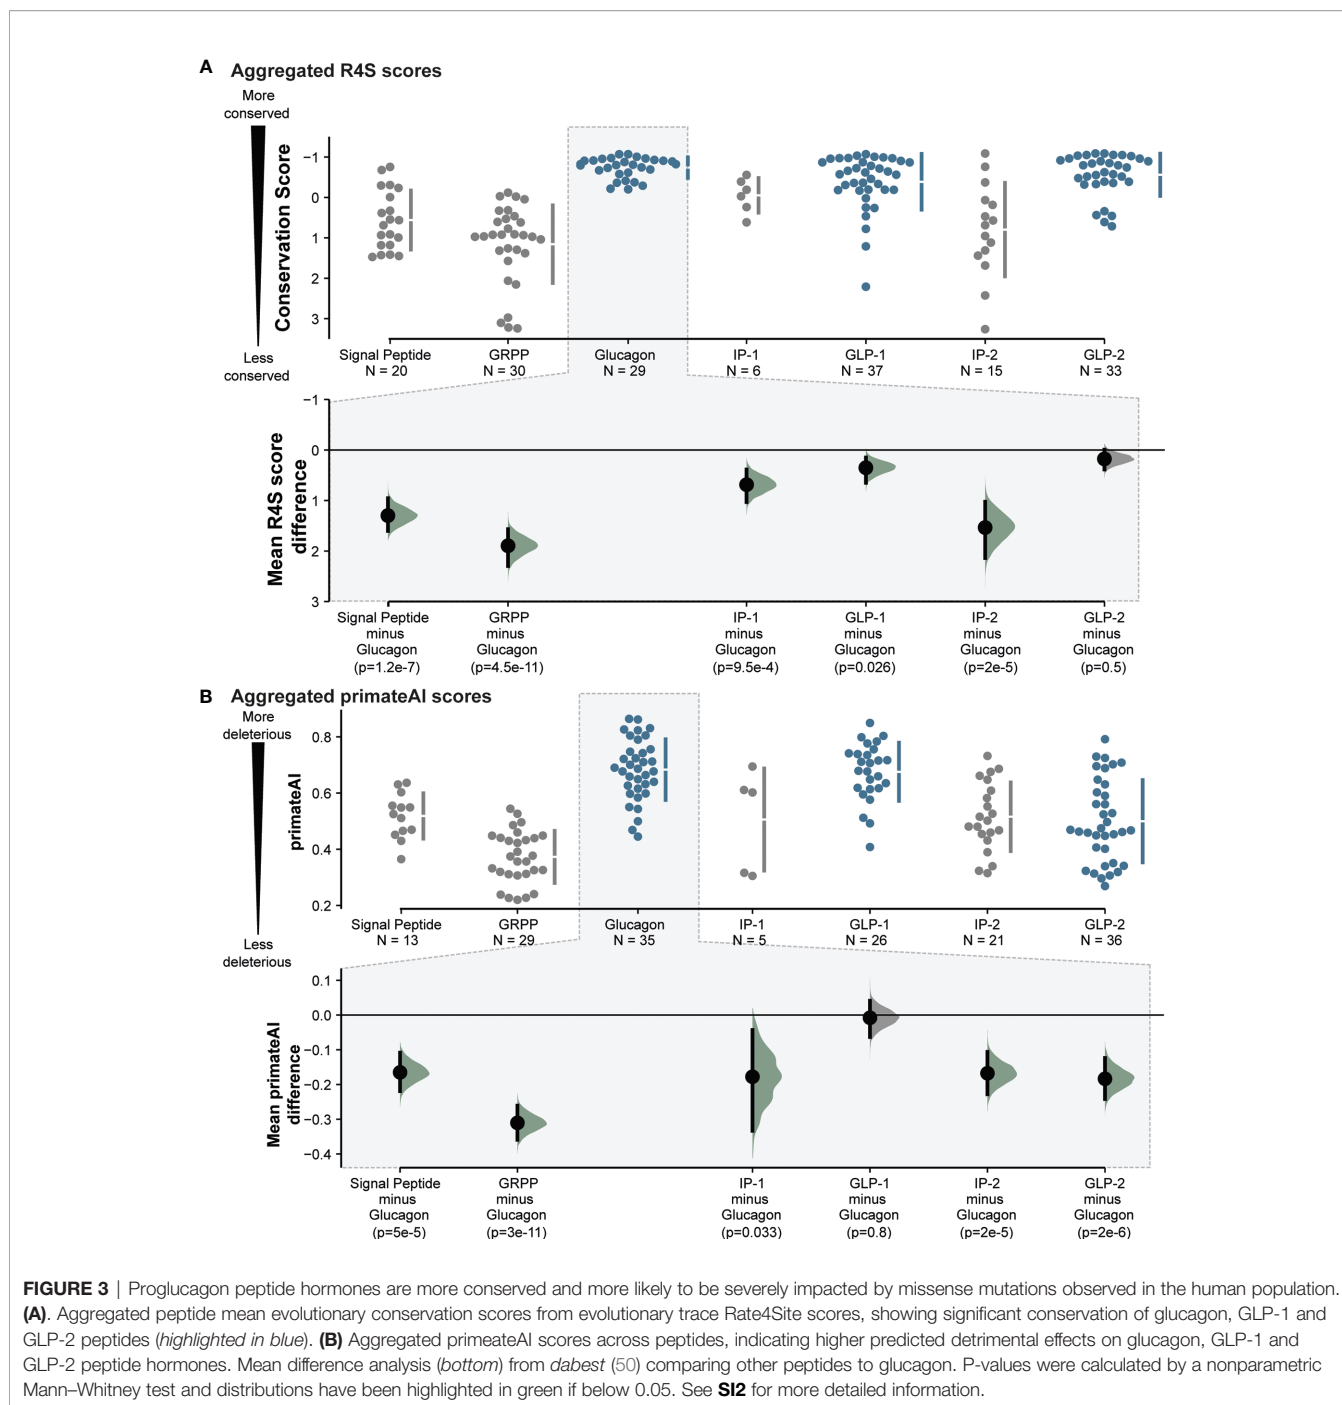 A Aggregated R4S scores
More
conserved
Conservation Score
−1
0
1
2
3
Less
conserved
Signal Peptide
N = 20
GRPP
N = 30
Glucagon
N = 29
IP-1
N = 6
GLP-1
N = 37
IP-2
N = 15
GLP-2
N = 33
Mean R4S score
difference
−1
0
1
2
3
Signal Peptide
minus
Glucagon
(p=1.2e-7)
GRPP
minus
Glucagon
(p=4.5e-11)
IP-1
minus
Glucagon
(p=9.5e-4)
GLP-1
minus
Glucagon
(p=0.026)
IP-2
minus
Glucagon
(p=2e-5)
GLP-2
minus
Glucagon
(p=0.5)
B Aggregated primateAI scores
More
deleterious
primateAI
0.8
0.6
0.4
0.2
Less
deleterious
Signal Peptide
N = 13
GRPP
N = 29
Glucagon
N = 35
IP-1
N = 5
GLP-1
N = 26
IP-2
N = 21
GLP-2
N = 36
Mean primateAI
difference
0.1
0.0
−0.1
−0.2
−0.3
−0.4
Signal Peptide
minus
Glucagon
(p=5e-5)
GRPP
minus
Glucagon
(p=3e-11)
IP-1
minus
Glucagon
(p=0.033)
GLP-1
minus
Glucagon
(p=0.8)
IP-2
minus
Glucagon
(p=2e-5)
GLP-2
minus
Glucagon
(p=2e-6)
FIGURE 3 | Proglucagon peptide hormones are more conserved and more likely to be severely impacted by missense mutations observed in the human population.
(A). Aggregated peptide mean evolutionary conservation scores from evolutionary trace Rate4Site scores, showing significant conservation of glucagon, GLP-1 and
GLP-2 peptides (highlighted in blue). (B) Aggregated primeateAI scores across peptides, indicating higher predicted detrimental effects on glucagon, GLP-1 and
GLP-2 peptide hormones. Mean difference analysis (bottom) from dabest (50) comparing other peptides to glucagon. P-values were calculated by a nonparametric
Mann–Whitney test and distributions have been highlighted in green if below 0.05. See SI2 for more detailed information.